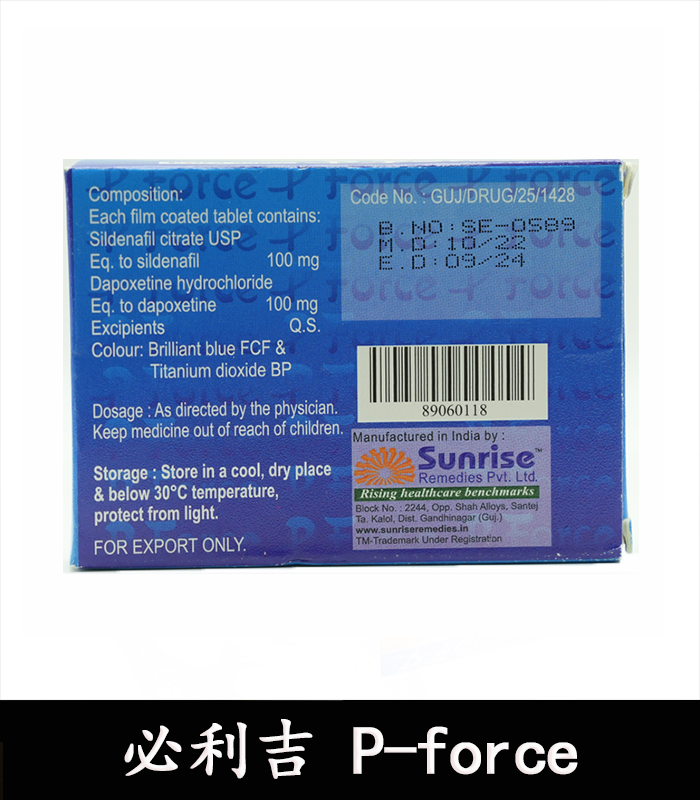 Composition:
Each film coated tablet contains:
Sildenafil citrate USP
Eq. to sildenafil 100 mg
Dapoxetine hydrochloride
Eq. to dapoxetine 100 mg
Excipients Q.S.
Colour: Brilliant blue FCF &
Titanium dioxide BP
Dosage : As directed by the physician.
Keep medicine out of reach of children.
Storage : Store in a cool, dry place
& below 30°C temperature,
protect from light.
FOR EXPORT ONLY.
Code No. : GUJ/DRUG/25/1428
B.NO:SE-0589
M.D:10/22
E.D:09/24
89060118
Manufactured in India by :
Sunrise™
Remedies Pvt. Ltd.
Rising healthcare benchmarks
Block No. : 2244, Opp. Shah Alloys, Santej
Ta. Kalol, Dist. Gandhinagar (Guj.)
www.sunriseremedies.in
TM-Trademark Under Registration
必利吉 P-force